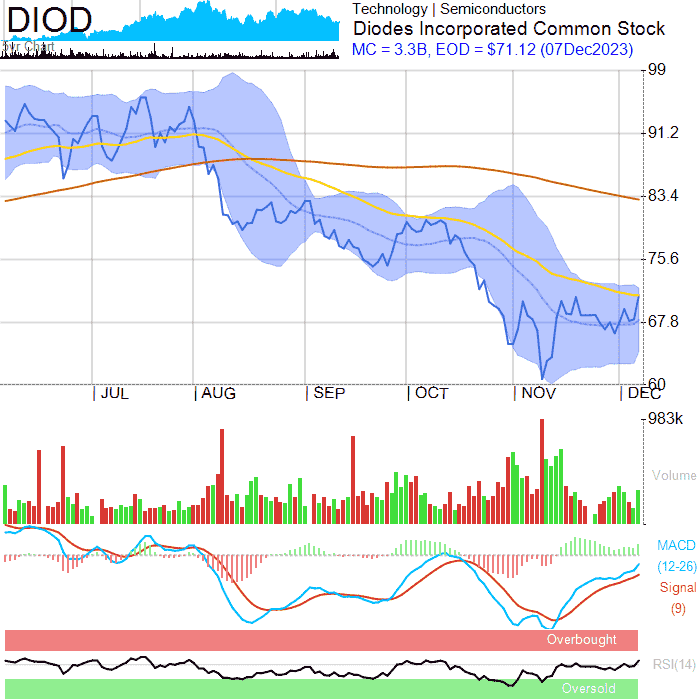 DIOD
5yr Chart
Technology | Semiconductors
Diodes Incorporated Common Stock
MC = 3.3B, EOD = $71.12 (07Dec2023)
99
91.2
83.4
75.6
67.8
60
JUL AUG SEP OCT NOV DEC
983k
Volume
MACD
(12-26)
Signal
(9)
Overbought
RSI(14)
Oversold